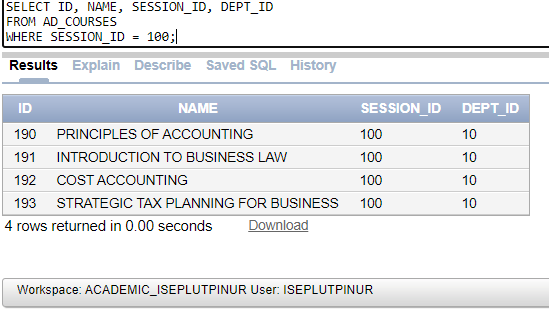 SELECT ID, NAME, SESSION_ID, DEPT_ID
FROM AD_COURSES
WHERE SESSION_ID = 100;
Results Explain Describe Saved SQL History
ID NAME SESSION_ID DEPT_ID
190 PRINCIPLES OF ACCOUNTING 100 10
191 INTRODUCTION TO BUSINESS LAW 100 10
192 COST ACCOUNTING 100 10
193 STRATEGIC TAX PLANNING FOR BUSINESS 100 10
4 rows returned in 0.00 seconds Download
Workspace: ACADEMIC_ISEPLUTPINUR User: ISEPLUTPINUR